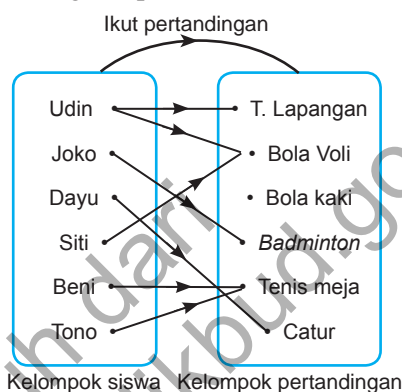 Ikut pertandingan
Udin T. Lapangan
Joko Bola Voli
Dayu Bola kaki
Siti Badminton
Beni Tenis meja
Tono Catur
Kelompok siswa Kelompok pertandingan